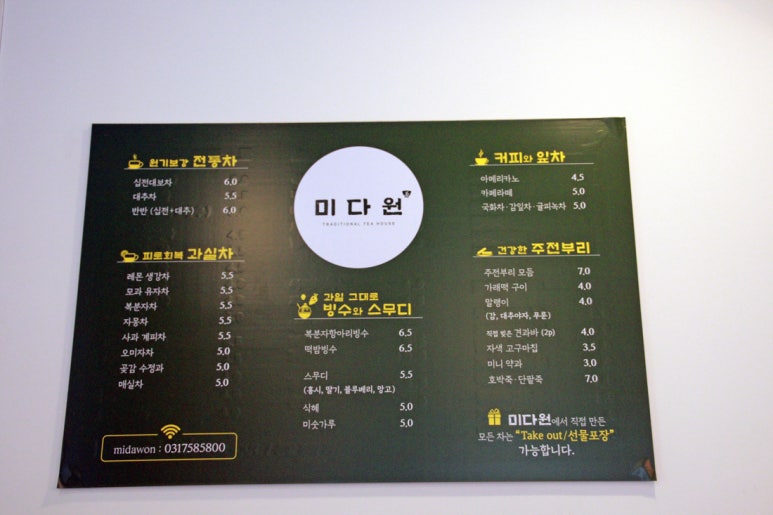 원기보강 전통차
십전대보차 6,0
대추차 5,5
반반 (십전+대추) 6,0
피로회복 과실차
레몬 생강차 5,5
모과 유자차 5,5
복분자차 5,5
자몽차 5,5
사과 계피차 5,5
오미자차 5,0
곶감 수정과 5,0
매실차 5,0
midawon : 0317585800
미다원
TRADITIONAL TEA HOUSE
과일 그대로
빙수와 스무디
복분자항아리빙수 6,5
떡밤빙수 6,5
스무디 5,5
(홍시, 딸기, 블루베리, 망고)
식혜 5,0
미숫가루 5,0
커피와 잎차
아메리카노 4,5
카페라떼 5,0
국화차·감잎차·귤피녹차 5,0
건강한 주전부리
주전부리 모듬 7,0
가래떡 구이 4,0
말랭이 4,0
(감, 대추야자, 푸룬)
직접 빚은 견과바 (2p) 4,0
자색 고구마칩 3,5
미니 약과 3,0
호박죽·단팥죽 7,0
미다원에서 직접 만든
모든 차는 “Take out/선물포장”
가능합니다.